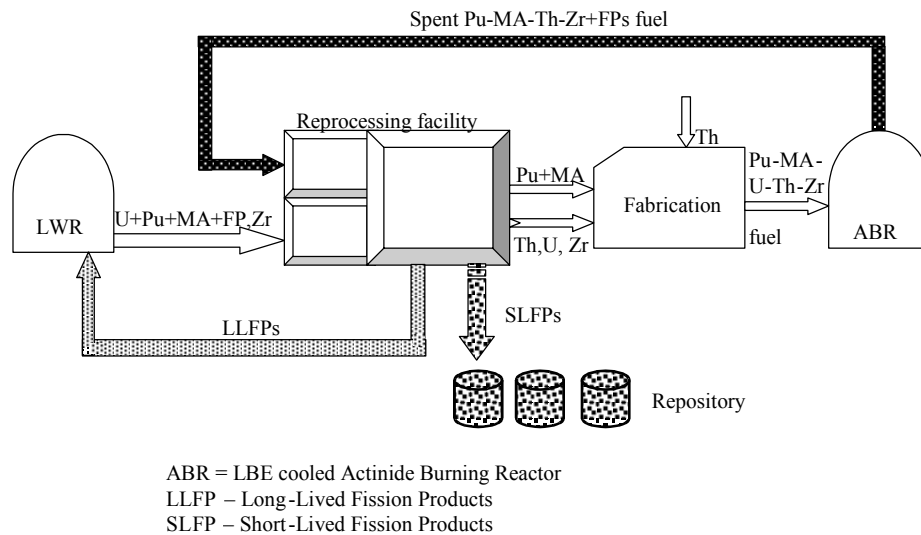 Spent Pu-MA-Th-Zr+FPs fuel
Reprocessing facility
Th
Pu-MA-
U-Th-Zr
fuel
Pu+MA
Fabrication
LWR
U+Pu+MA+FP,Zr
Th,U, Zr
ABR
LLFPs
SLFPs
Repository
ABR = LBE cooled Actinide Burning Reactor
LLFP – Long-Lived Fission Products
SLFP – Short-Lived Fission Products